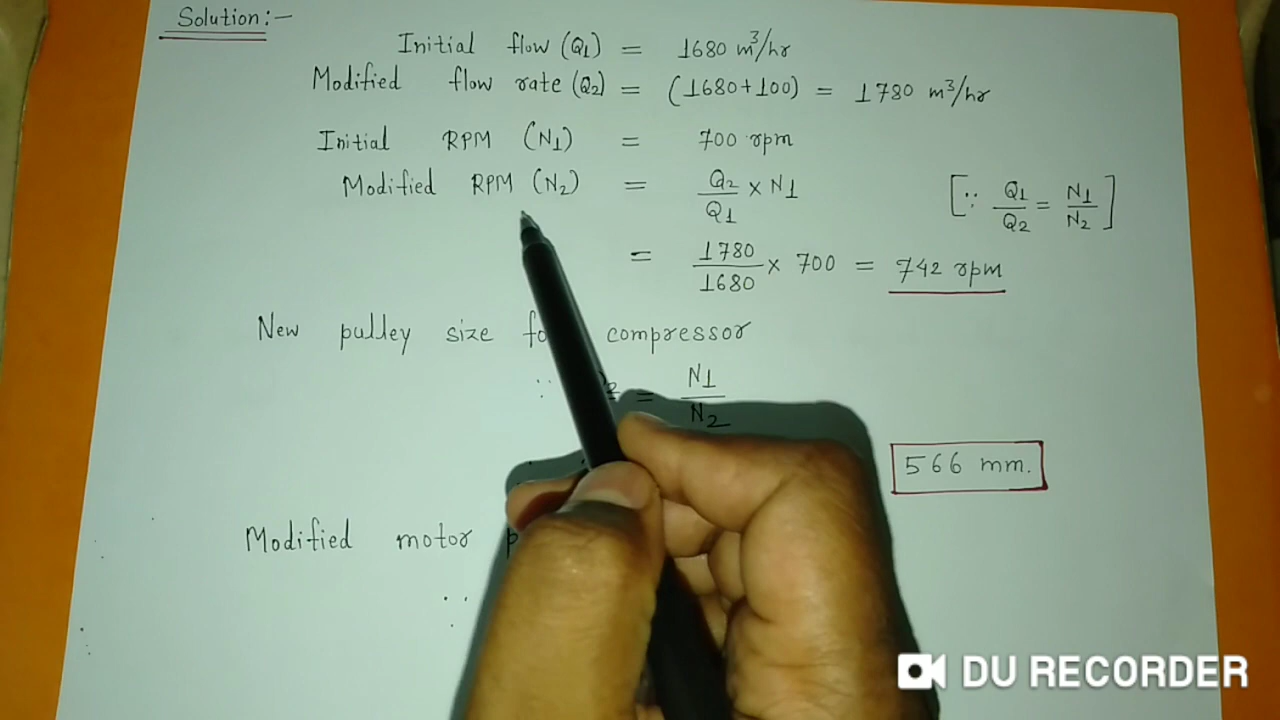 Solution:-
Initial flow (Q1) = 1680 m³/hr
Modified flow rate (Q2) = (1680+100) = 1780 m³/hr
Initial RPM (N1) = 700 rpm
Modified RPM (N2) = Q2/Q1 × N1 [∵ Q1/Q2 = N1/N2]
= 1780/1680 × 700 = 742 rpm
New pulley size compressor
= N1/N2
566 mm.
Modified motor
DU RECORDER